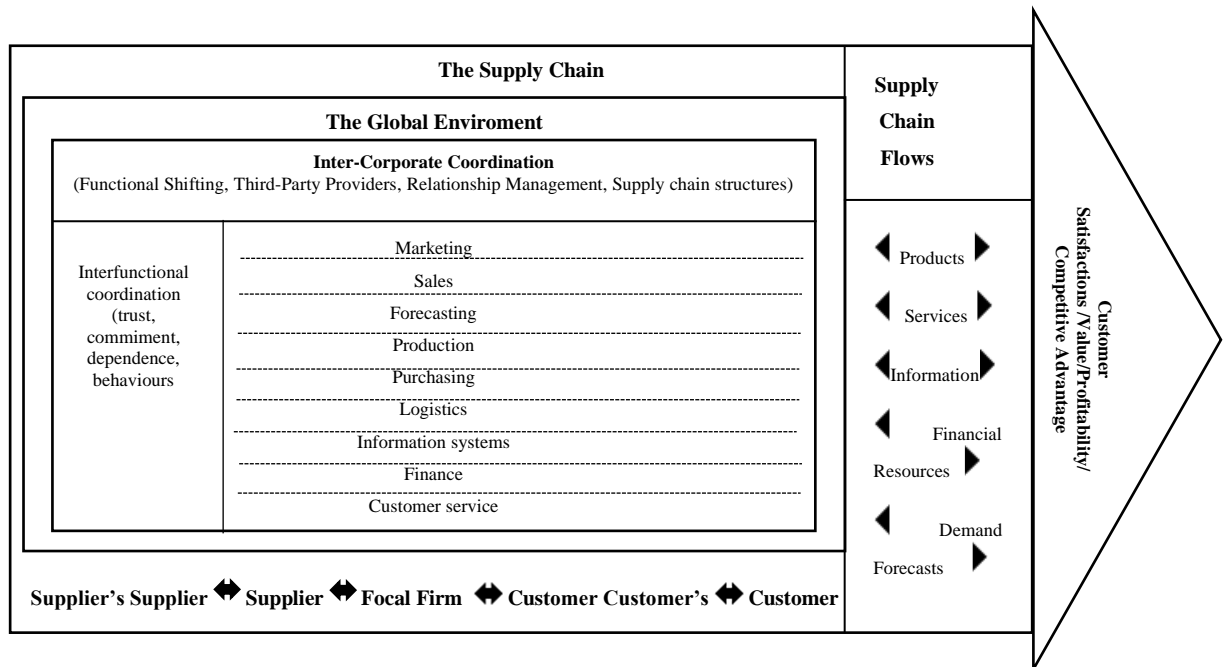 The Supply Chain
The Global Enviroment
Inter-Corporate Coordination
(Functional Shifting, Third-Party Providers, Relationship Management, Supply chain structures)
Interfunctional
coordination
(trust,
commiment,
dependence,
behaviours
Marketing
Sales
Forecasting
Production
Purchasing
Logistics
Information systems
Finance
Customer service
Supplier's Supplier Supplier Focal Firm Customer Customer's Customer
Supply
Chain
Flows
Products
Services
Information
Financial
Resources
Demand
Forecasts
Customer
Satisfactions /Value/Profitability/
Competitive Advantage